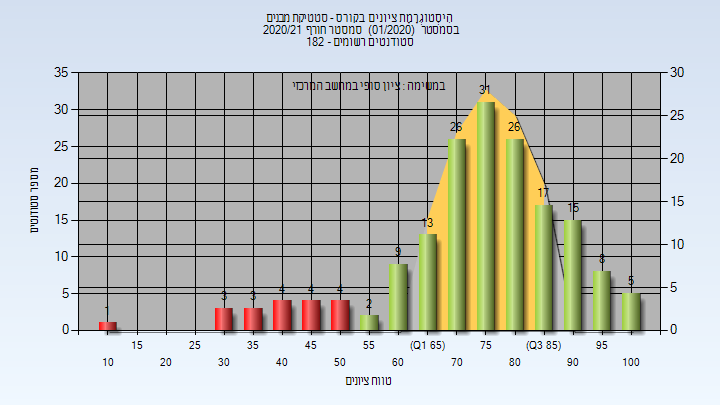 הִיסְטוֹגְרָמַת ציונים בקורס - סטטיקת מבנים
בסמסטר (01/2020) סמסטר חורף 2020/21
סטודנטים רשומים - 182
במשימה : ציון סופי במחשב המרכזי
מספר סטודנטים
35 30 25 20 15 10 5 0
30 25 20 15 10 5 0
1 3 3 4 4 4 2 9 13 26 31 26 17 15 8 5
15 25 35 45 55 (Q1 65) 75 (Q3 85) 95
10 20 30 40 50 60 70 80 90 100
טווח ציונים